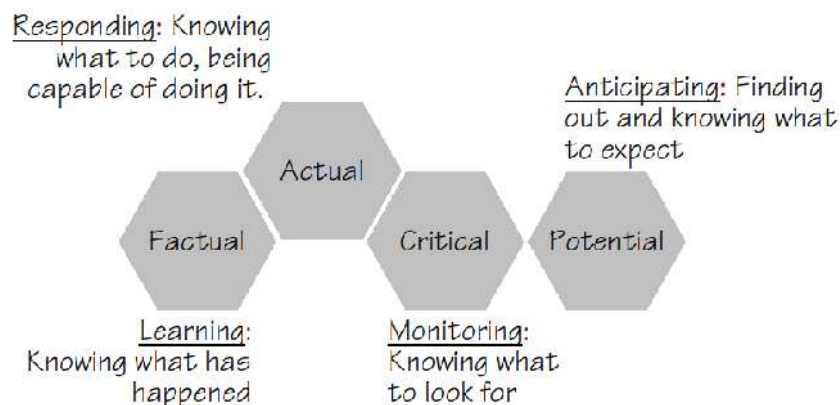 Responding: Knowing
what to do, being
capable of doing it.
Anticipating: Finding
out and knowing what
to expect
Actual
Factual
Critical
Potential
Learning:
Knowing what has
happened
Monitoring:
Knowing what
to look for